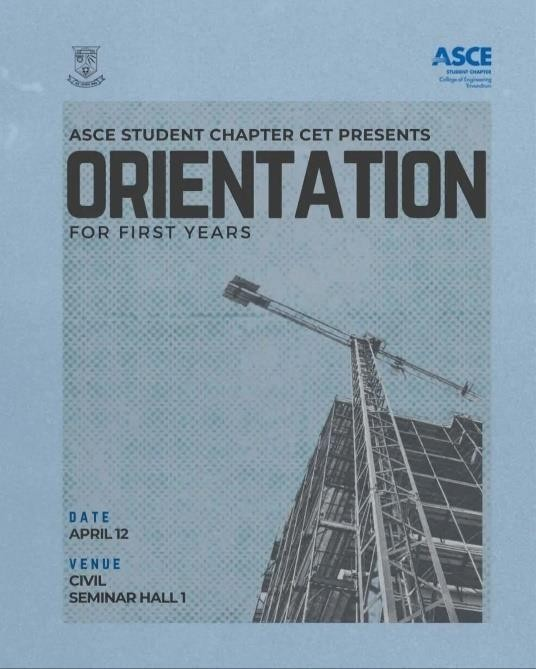 ASCE
STUDENT CHAPTER
College of Engineering
Trivandrum
ASCE STUDENT CHAPTER CET PRESENTS
ORIENTATION
FOR FIRST YEARS
DATE
APRIL 12
VENUE
CIVIL
SEMINAR HALL 1